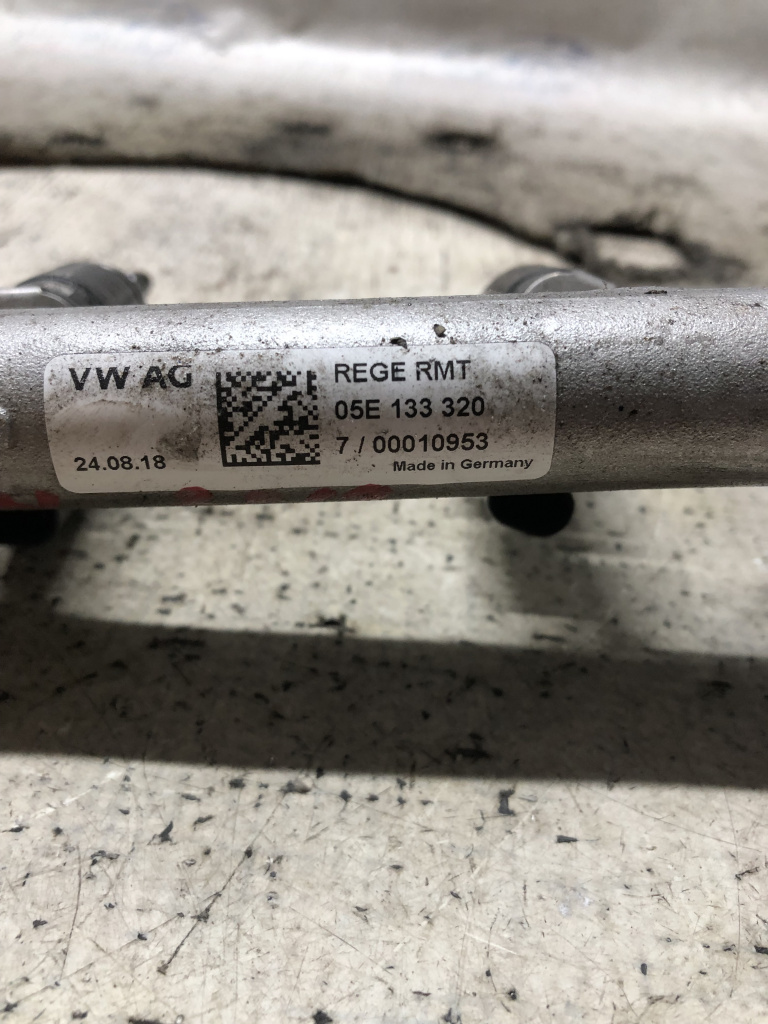 VW AG
24.08.18
REGE RMT
05E 133 320
7 / 00010953
Made in Germany